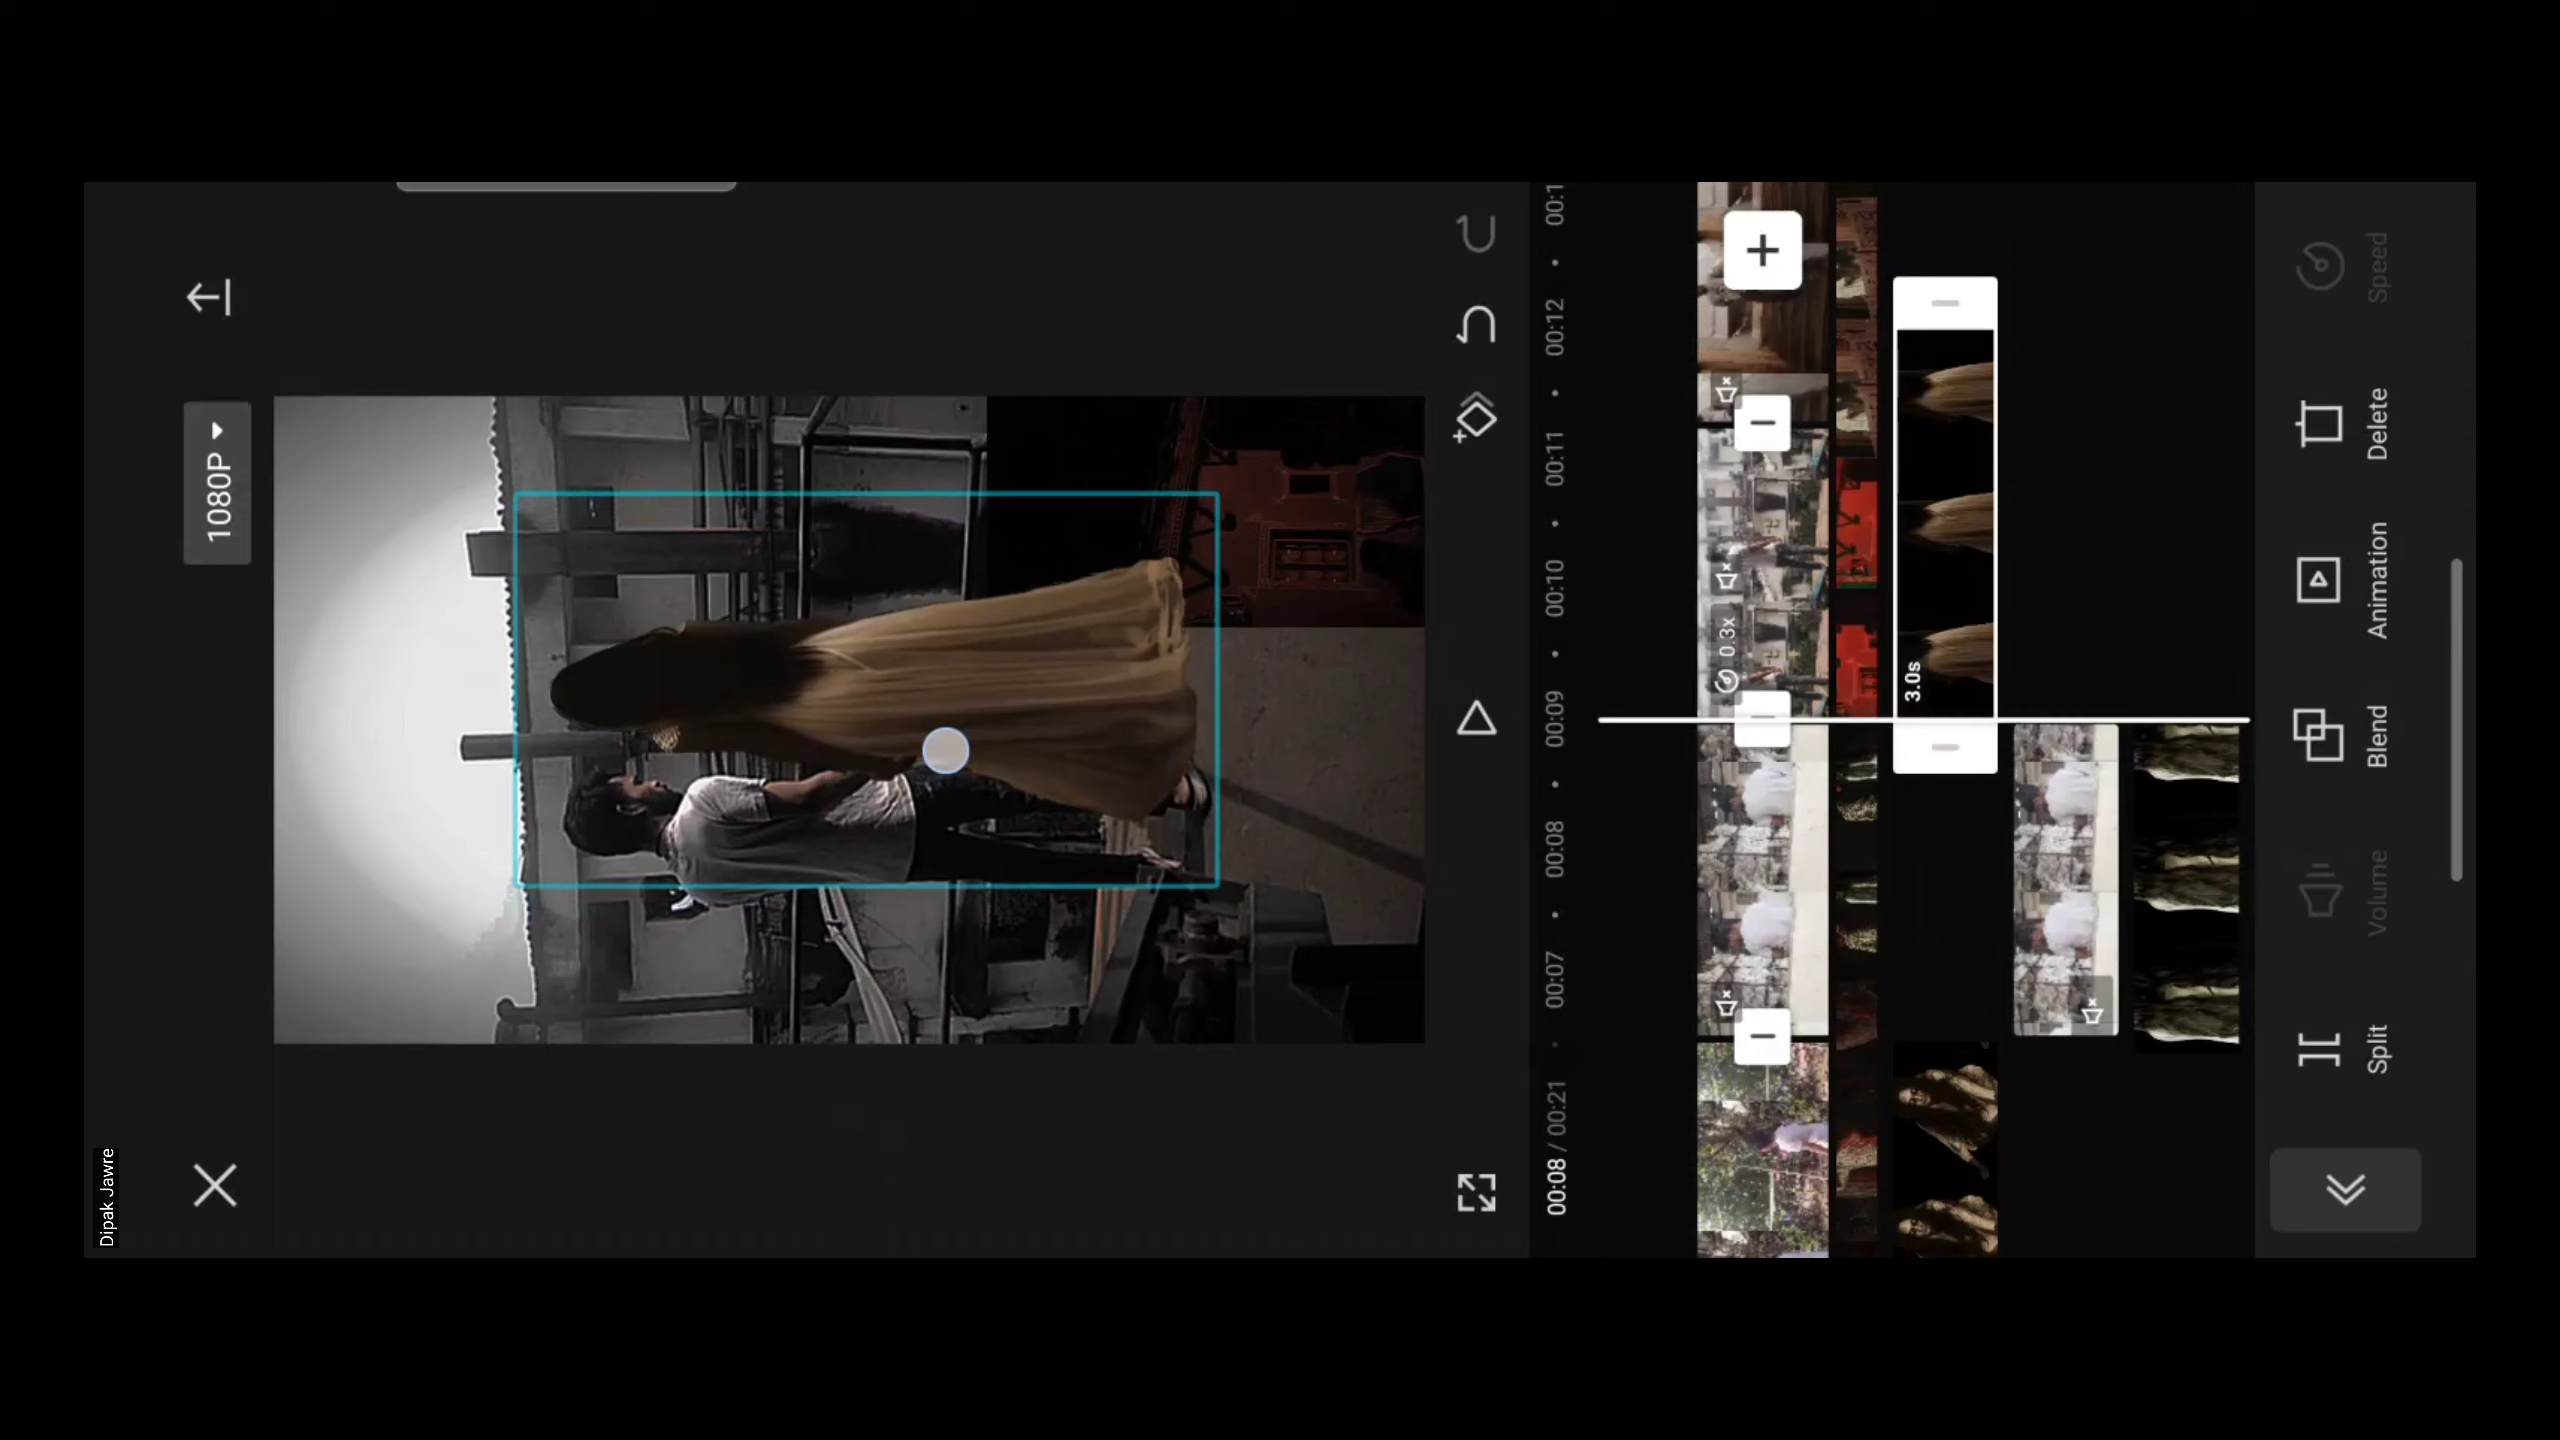 Dipak Jawre
1080P
00:08 / 00:21
00:07
00:08
00:09
00:10
00:11
00:12
00:1
0.3x
3.0s
Split
Volume
Blend
Animation
Delete
Speed